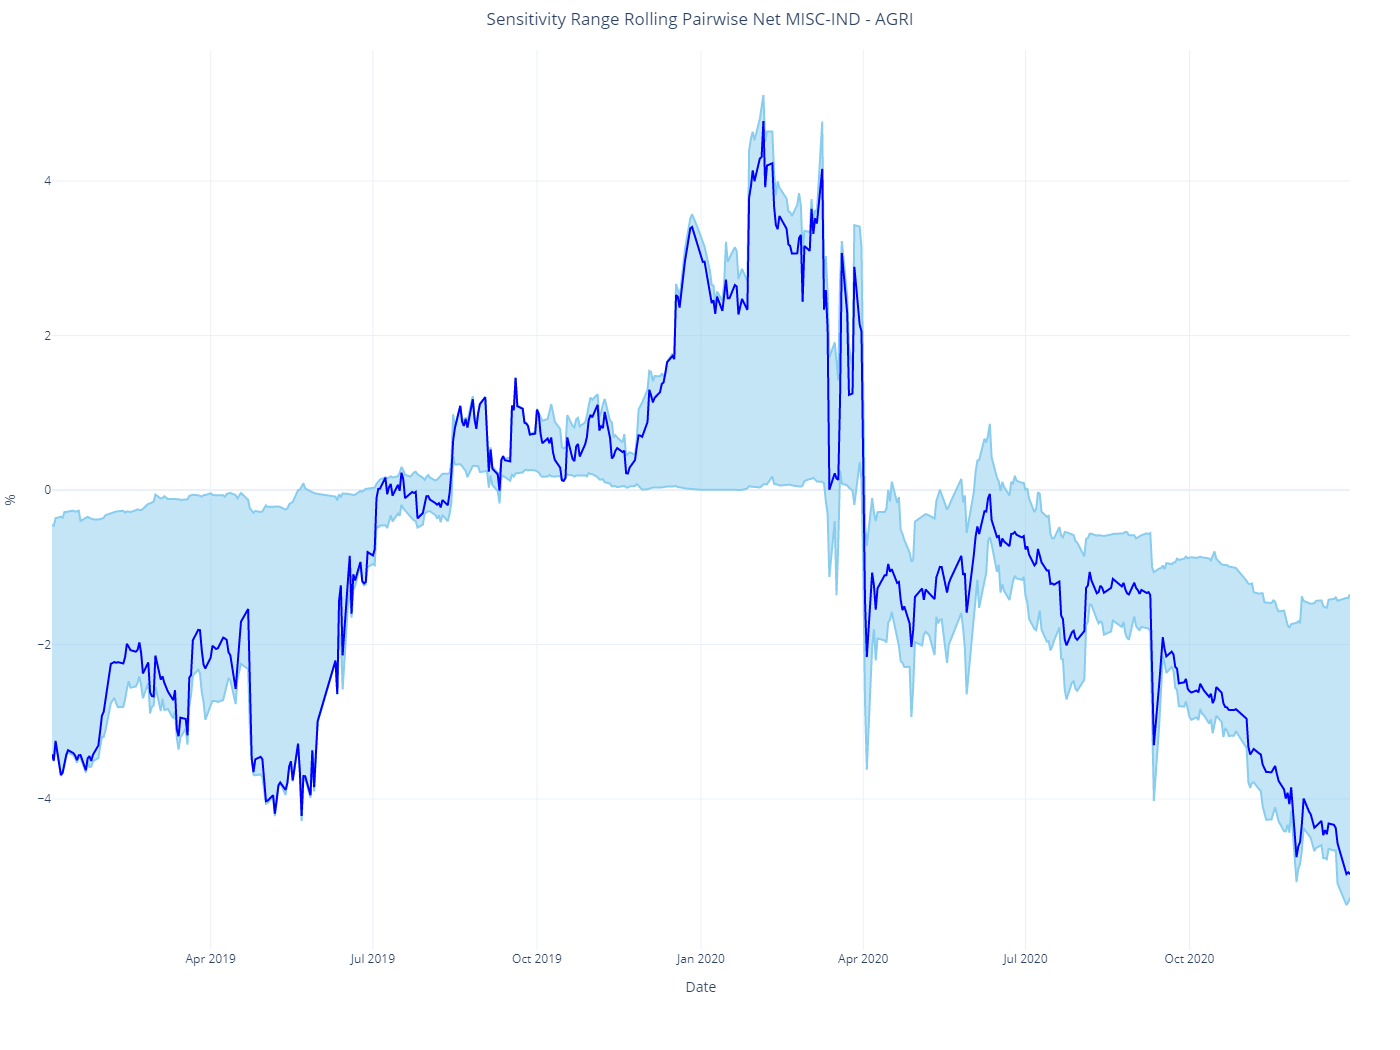 Sensitivity Range Rolling Pairwise Net MISC-IND - AGRI
%
4
2
0
−2
−4
Apr 2019
Jul 2019
Oct 2019
Jan 2020
Apr 2020
Jul 2020
Oct 2020
Date